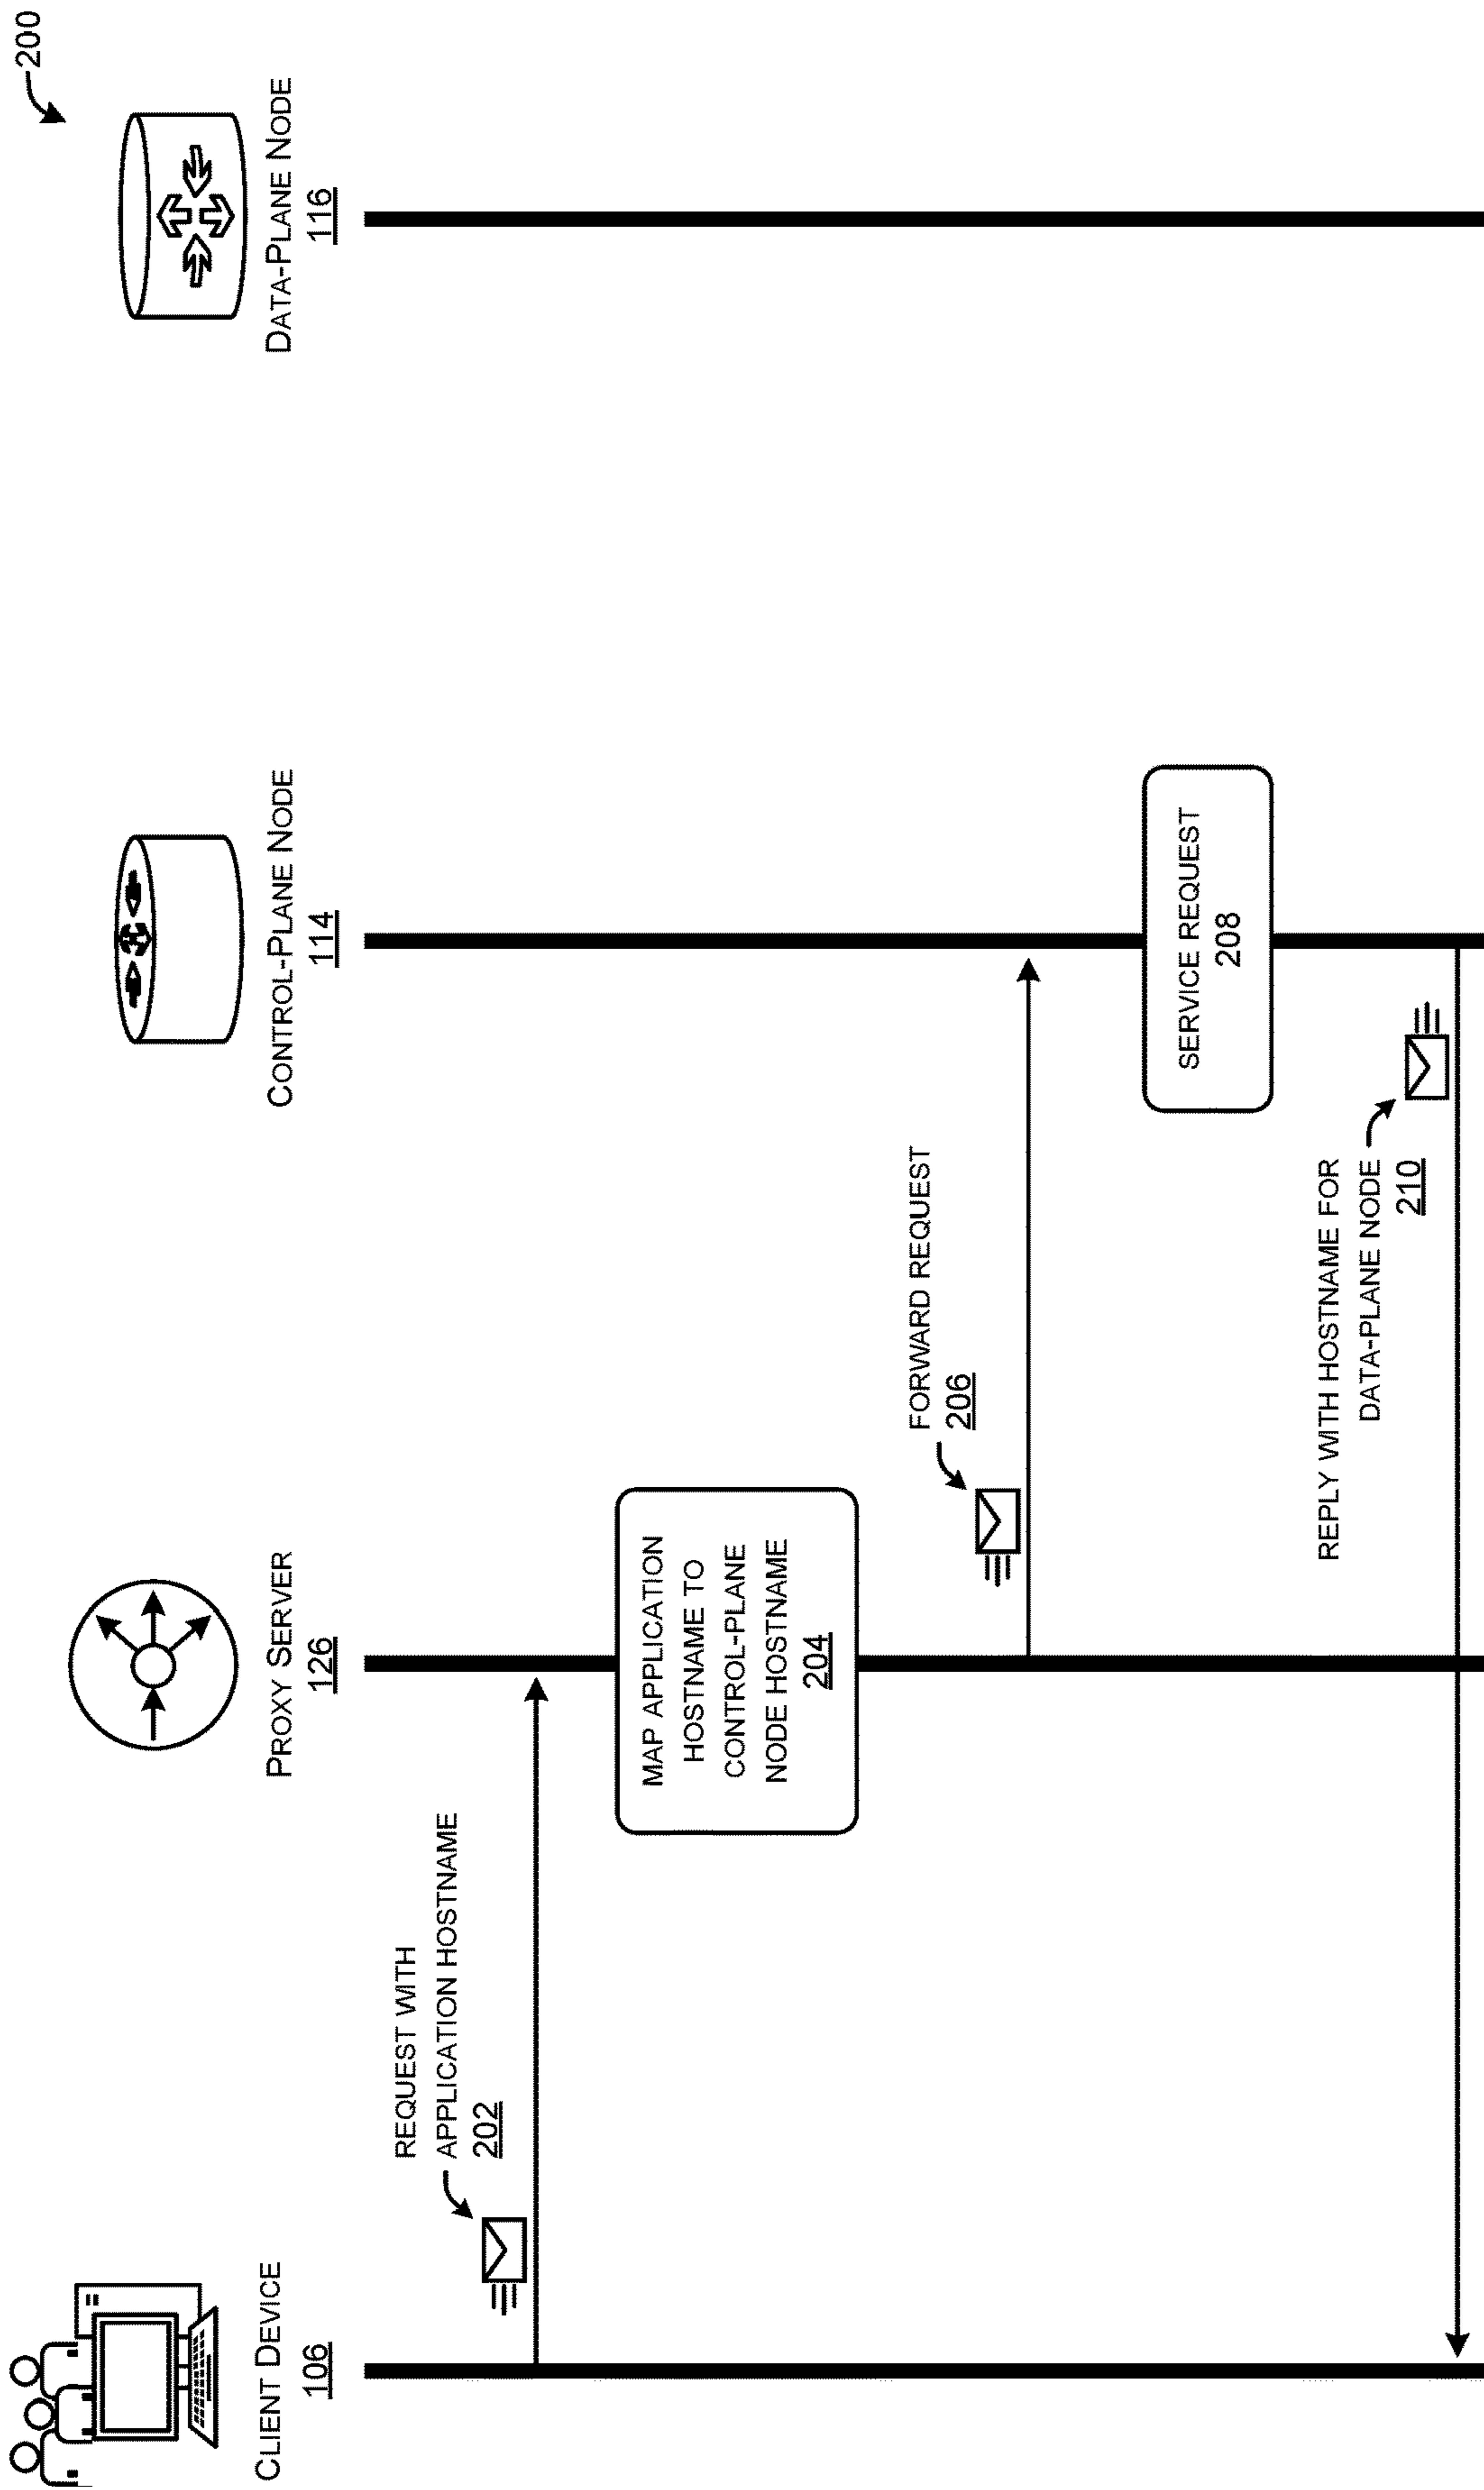 200
CLIENT DEVICE
106
PROXY SERVER
126
CONTROL-PLANE NODE
114
DATA-PLANE NODE
116
REQUEST WITH
APPLICATION HOSTNAME
202
MAP APPLICATION
HOSTNAME TO
CONTROL-PLANE
NODE HOSTNAME
204
FORWARD REQUEST
206
SERVICE REQUEST
208
REPLY WITH HOSTNAME FOR
DATA-PLANE NODE
210